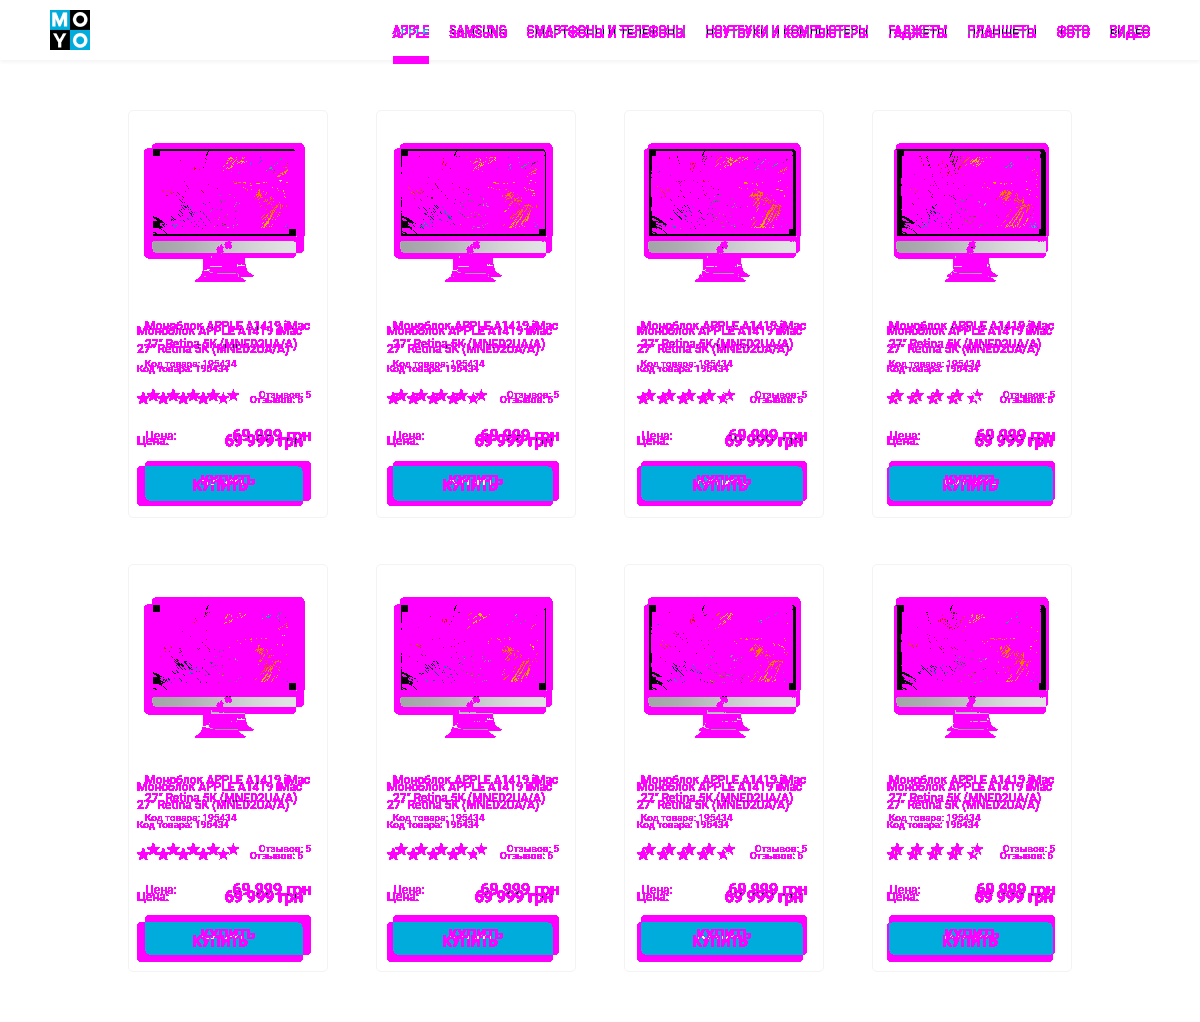 MO
YO
APPLE SAMSUNG СМАРТФОНЫ И ТЕЛЕФОНЫ НОУТБУКИ И КОМПЬЮТЕРЫ ГАДЖЕТЫ ПЛАНШЕТЫ ФОТО ВИДЕО
Моноблок APPLE A1419 iMac Моноблок APPLE A1419 iMac Моноблок APPLE A1419 iMac Моноблок APPLE A1419 iMac
27" Retina 5K (MNED2UA/A) 27" Retina 5K (MNED2UA/A) 27" Retina 5K (MNED2UA/A) 27" Retina 5K (MNED2UA/A)
Код товара: 195434 Код товара: 195434 Код товара: 195434 Код товара: 195434
Отзывов: 5 Отзывов: 5 Отзывов: 5 Отзывов: 5
Цена: 69 999 грн Цена: 69 999 грн Цена: 69 999 грн Цена: 69 999 грн
КУПИТЬ КУПИТЬ КУПИТЬ КУПИТЬ
Моноблок APPLE A1419 iMac Моноблок APPLE A1419 iMac Моноблок APPLE A1419 iMac Моноблок APPLE A1419 iMac
27" Retina 5K (MNED2UA/A) 27" Retina 5K (MNED2UA/A) 27" Retina 5K (MNED2UA/A) 27" Retina 5K (MNED2UA/A)
Код товара: 195434 Код товара: 195434 Код товара: 195434 Код товара: 195434
Отзывов: 5 Отзывов: 5 Отзывов: 5 Отзывов: 5
Цена: 69 999 грн Цена: 69 999 грн Цена: 69 999 грн Цена: 69 999 грн
КУПИТЬ КУПИТЬ КУПИТЬ КУПИТЬ